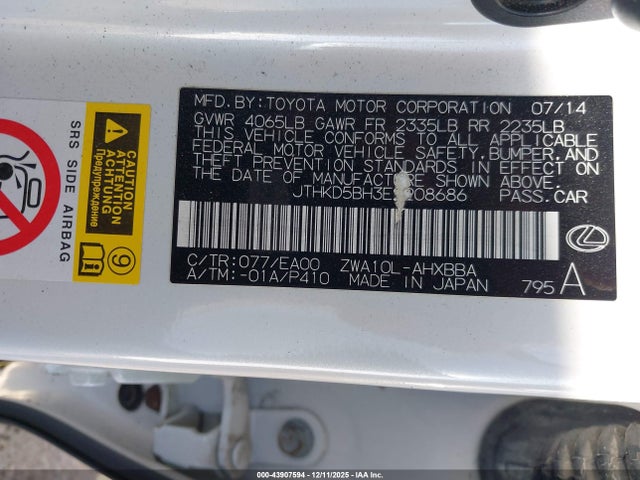 MFD.BY: TOYOTA MOTOR CORPORATION 07/14
GVWR 4065LB GAWR FR 2335LB RR 2235LB
THIS VEHICLE CONFORMS TO ALL APPLICABLE
FEDERAL MOTOR VEHICLE SAFETY, BUMPER, AND
THEFT PREVENTION STANDARDS IN EFFECT ON
THE DATE OF MANUFACTURE SHOWN ABOVE.
PASS.CAR
C/TR: 077/EA00 ZWA10L-AHXBBA
A/TM: -01A/P410 MADE IN JAPAN 795 A
SRS SIDE AIRBAG
CAUTION
ATTENTION
ACHTUNG
Предупреждение
9
000-43907594 - 12/11/2025 - IAAI.COM